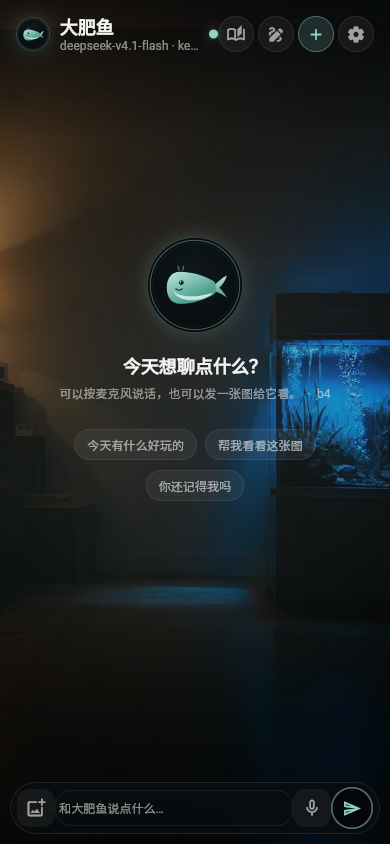 大肥鱼
deepseek-v4.1-flash · ke...
今天想聊点什么？
可以按麦克风说话，也可以发一张图给它看。 · b4
今天有什么好玩的
帮我看看这张图
你还记得我吗
和大肥鱼说点什么...